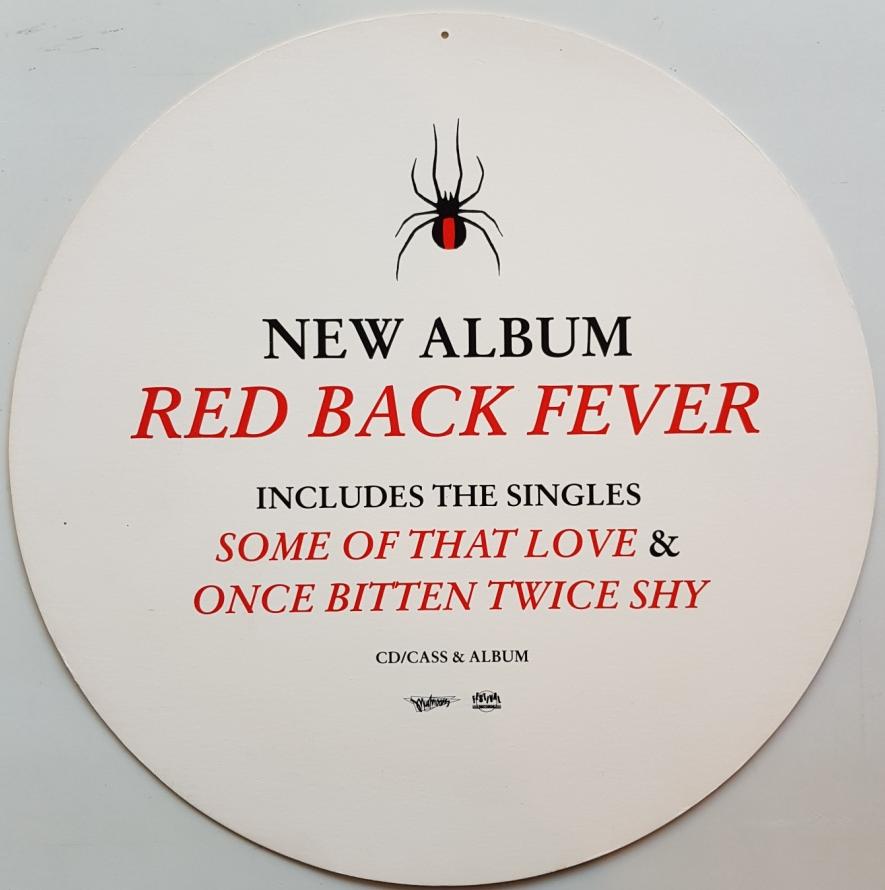 NEW ALBUM
RED BACK FEVER
INCLUDES THE SINGLES
SOME OF THAT LOVE &
ONCE BITTEN TWICE SHY
CD/CASS & ALBUM